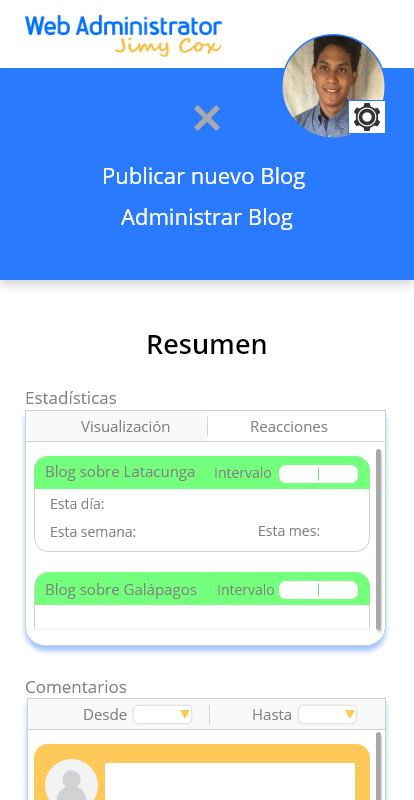 Web Administrator
Jimy Cox
Publicar nuevo Blog
Administrar Blog
Resumen
Estadísticas
Visualización Reacciones
Blog sobre Latacunga Intervalo
Esta día:
Esta semana: Esta mes:
Blog sobre Galápagos Intervalo
Comentarios
Desde Hasta